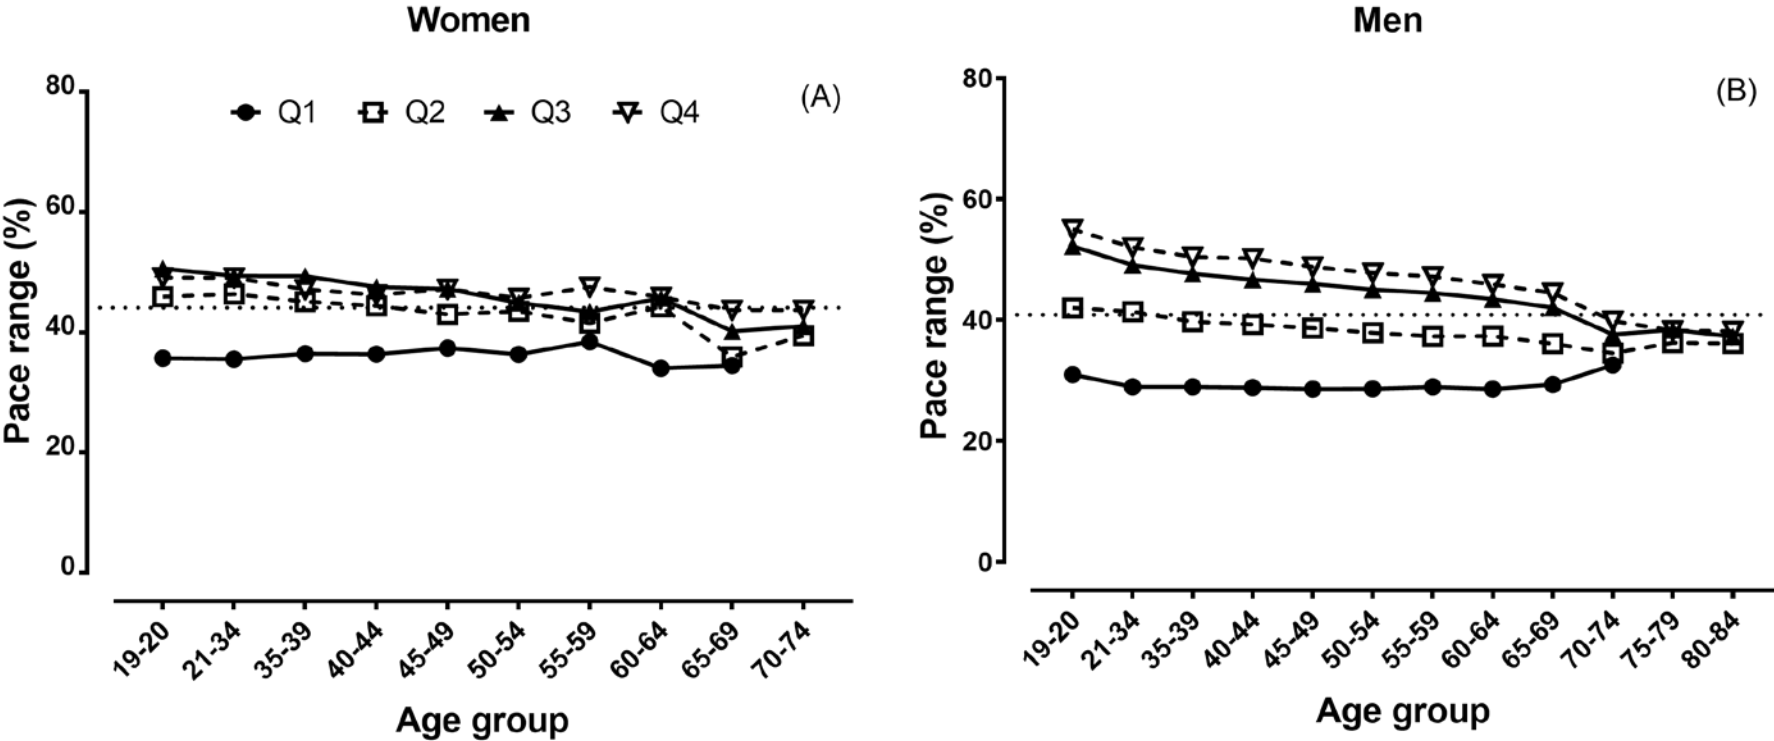 Women
(A)
Q1 Q2 Q3 Q4
80
60
40
20
0
Pace range (%)
19-20 21-34 35-39 40-44 45-49 50-54 55-59 60-64 65-69 70-74
Age group
Men
(B)
80
60
40
20
0
Pace range (%)
19-20 21-34 35-39 40-44 45-49 50-54 55-59 60-64 65-69 70-74 75-79 80-84
Age group